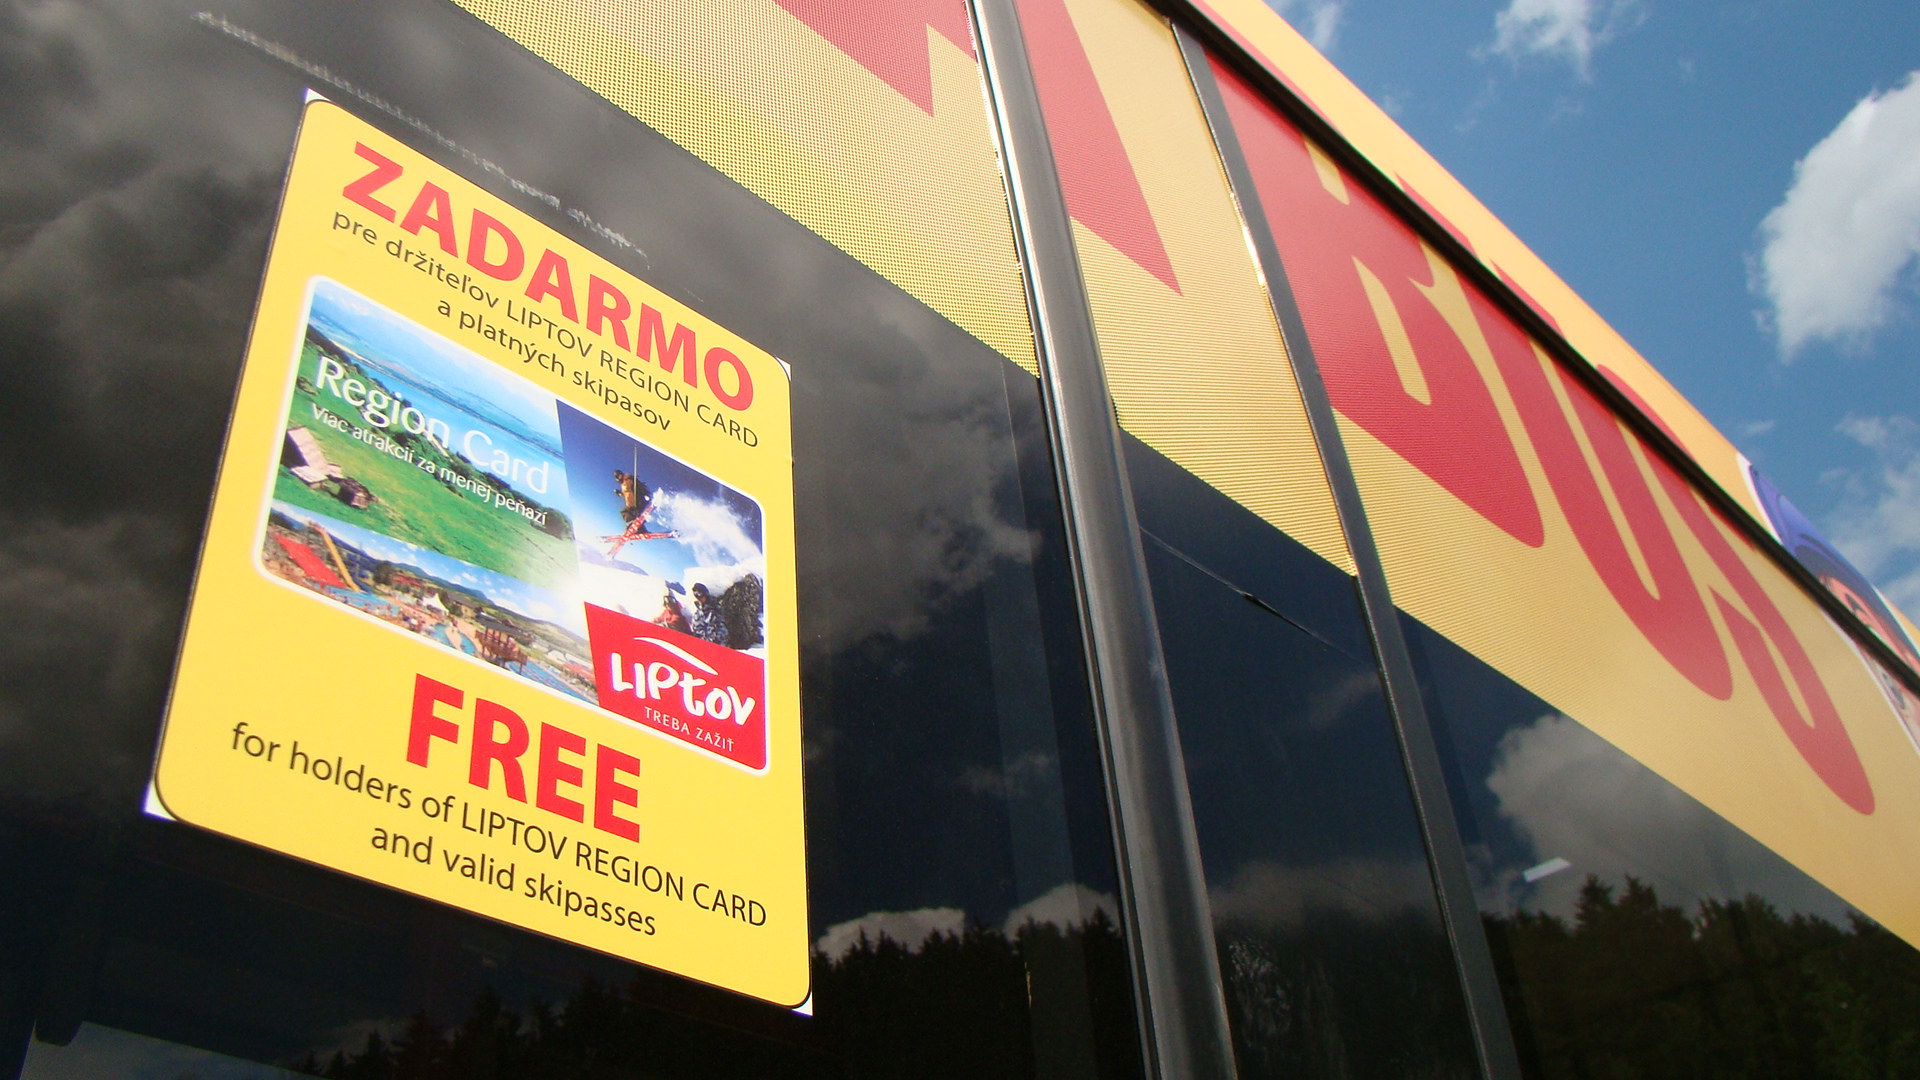 ZADARMO
pre držiteľov LIPTOV REGION CARD
a platných skipasov
Region Card
Viac atrakcií za menej peňazí
LIPTOV
TREBA ZAŽIŤ
FREE
for holders of LIPTOV REGION CARD
and valid skipasses
BUS